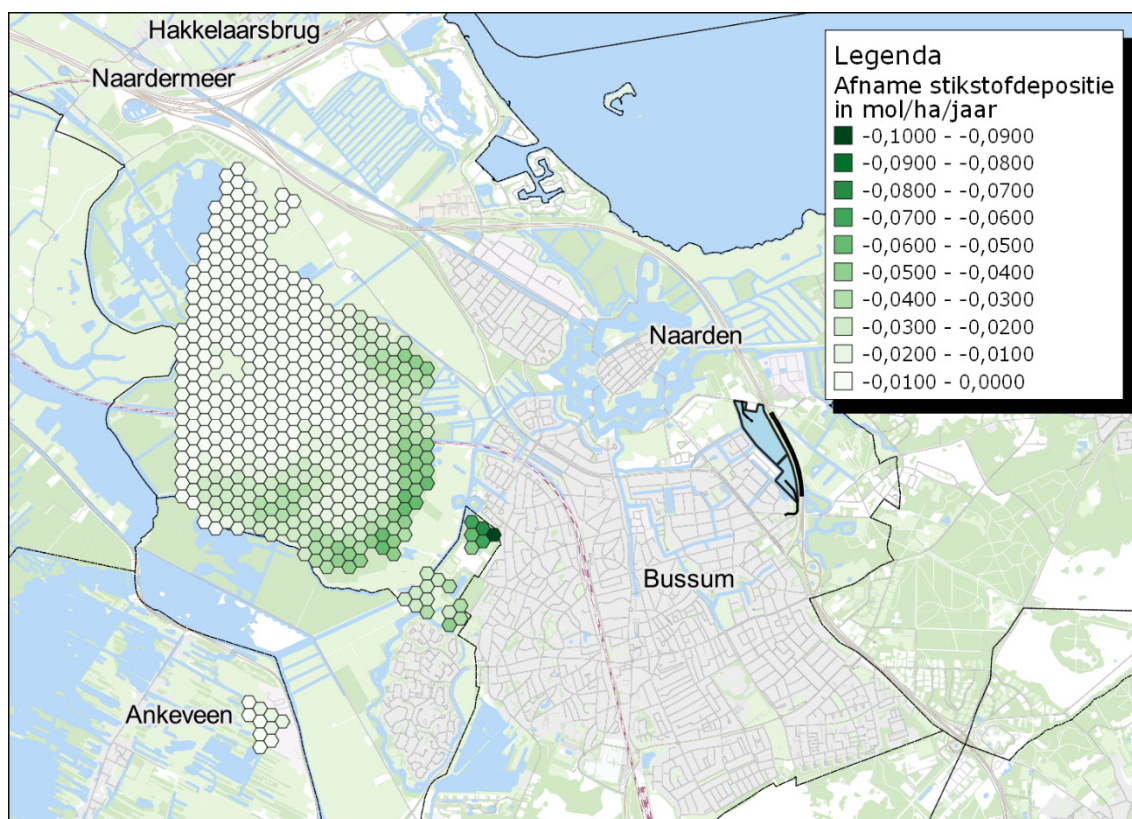 Hakkelaarsbrug
Naardermeer
Naarden
Bussum
Ankeveen
Legenda
Afname stikstofdepositie
in mol/ha/jaar
-0,1000 - -0,0900
-0,0900 - -0,0800
-0,0800 - -0,0700
-0,0700 - -0,0600
-0,0600 - -0,0500
-0,0500 - -0,0400
-0,0400 - -0,0300
-0,0300 - -0,0200
-0,0200 - -0,0100
-0,0100 - 0,0000